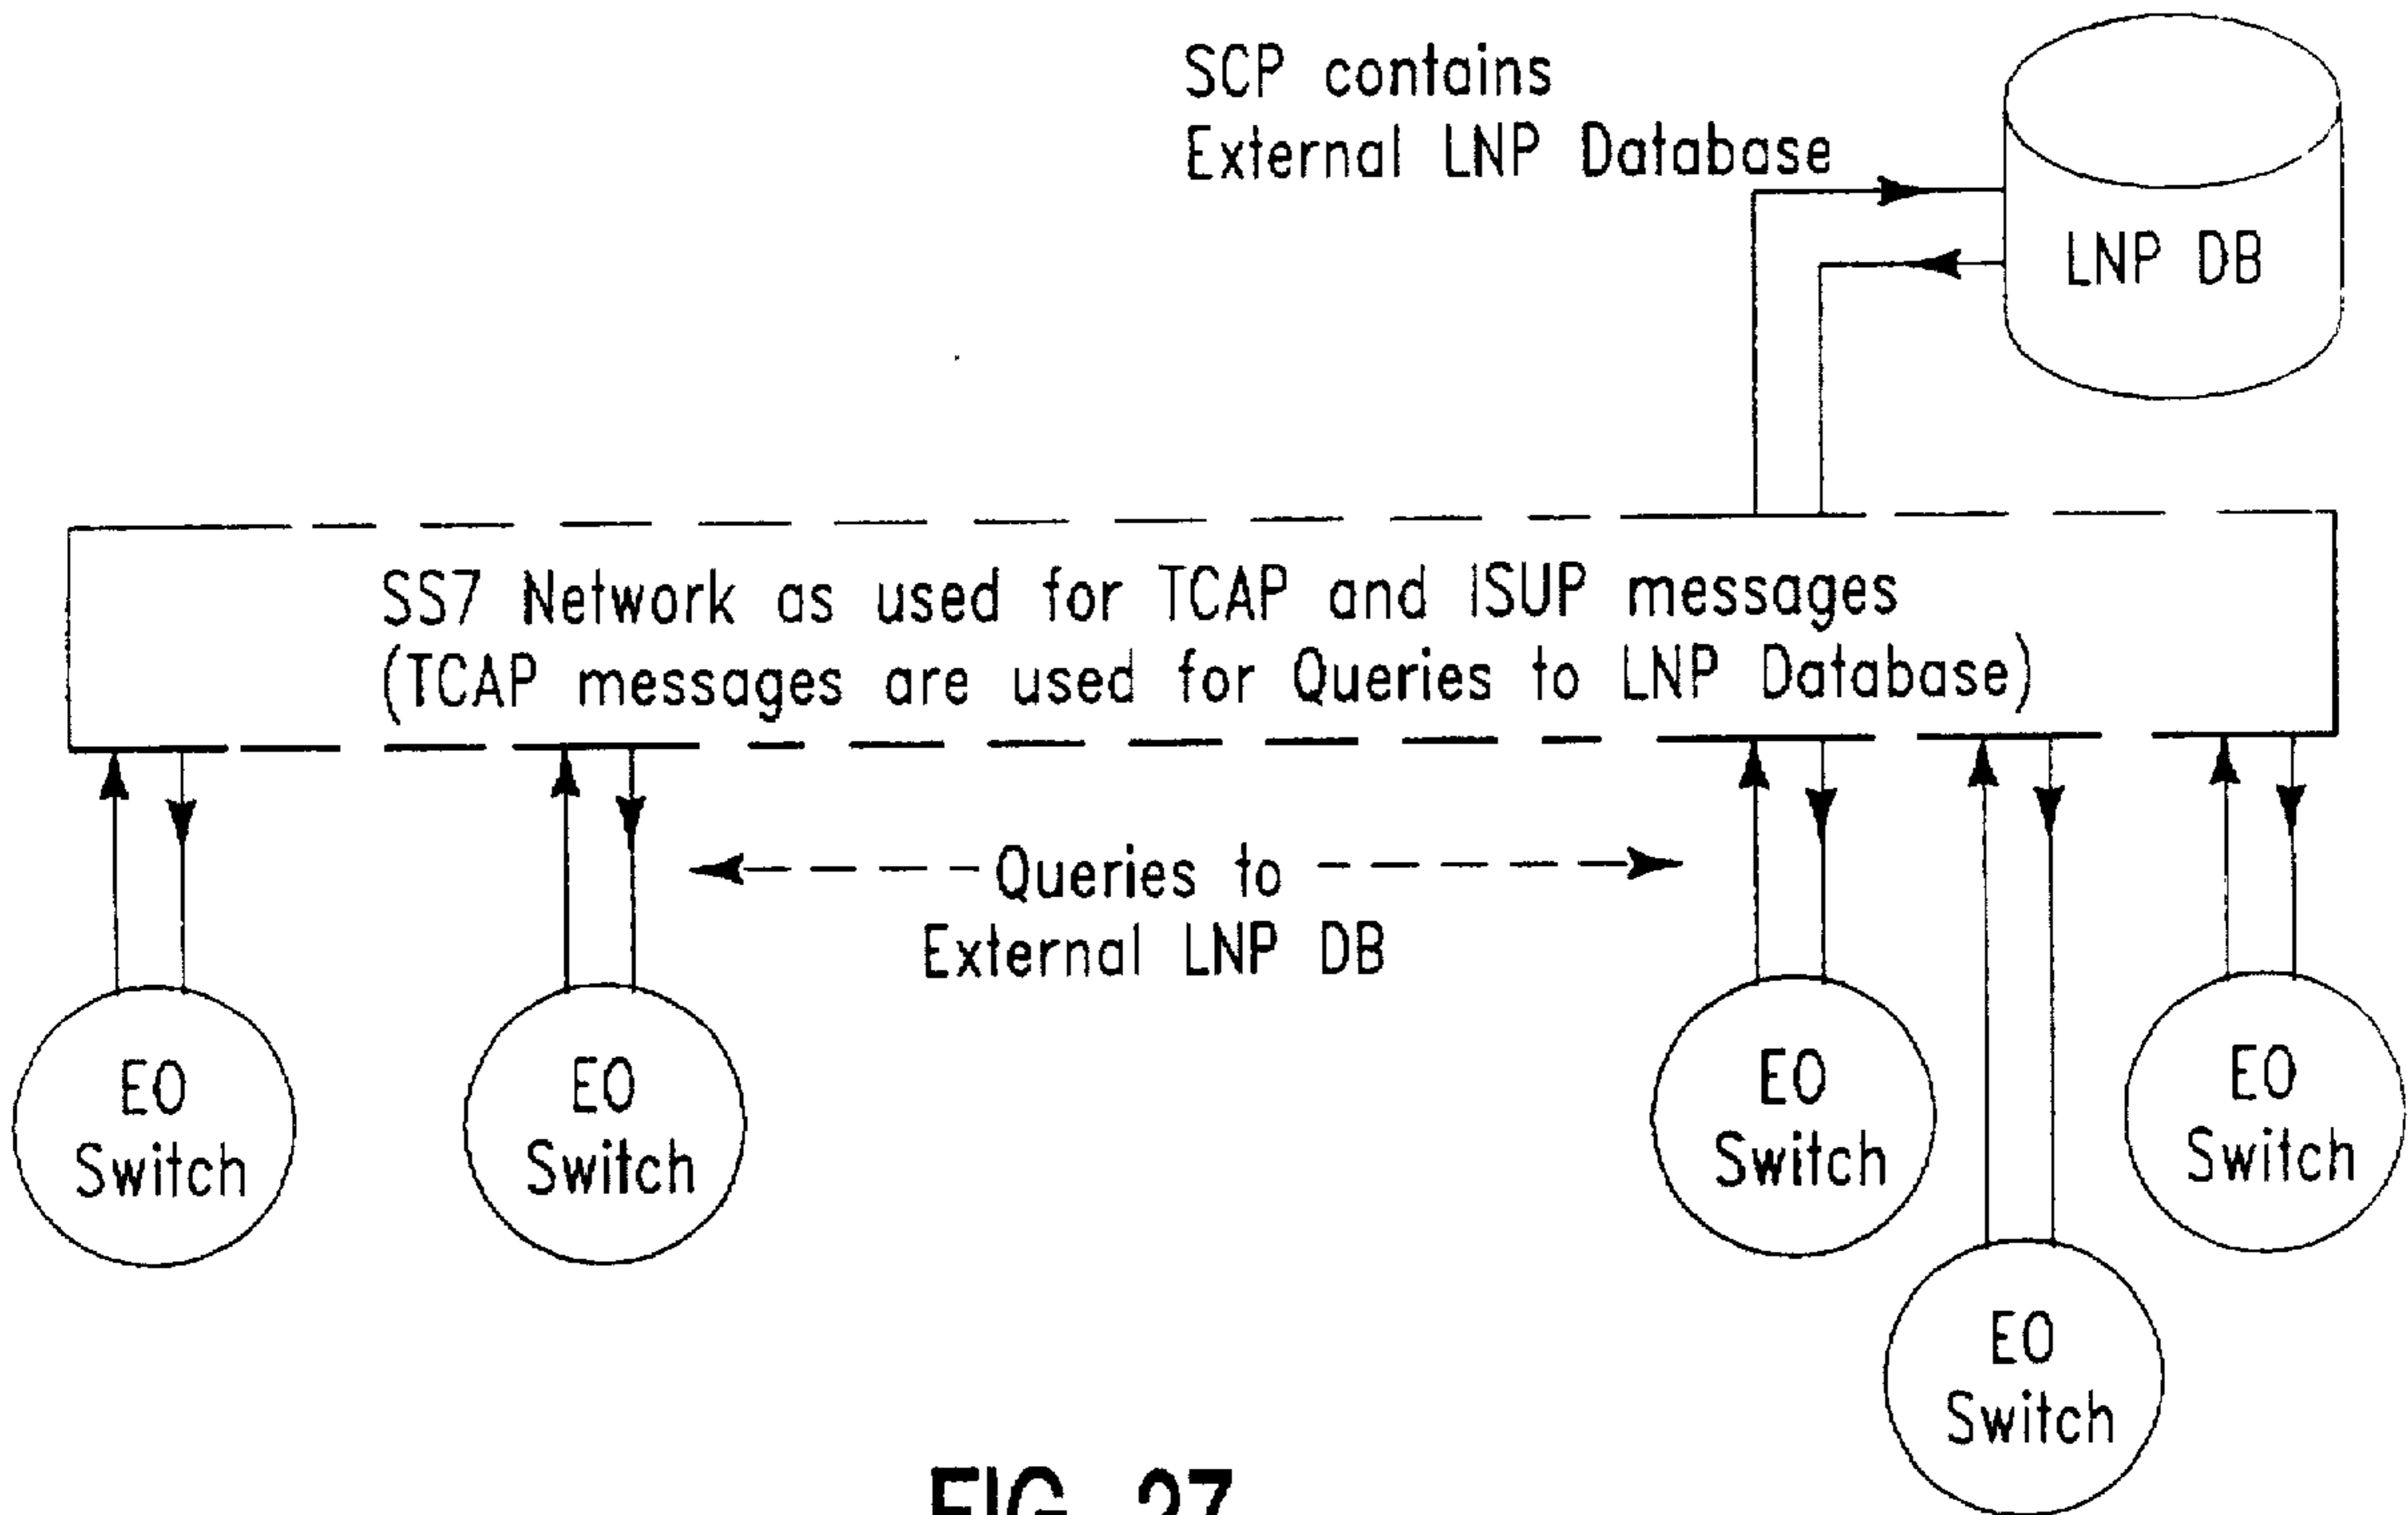 SCP contains
External LNP Database
LNP DB
SS7 Network as used for TCAP and ISUP messages
(TCAP messages are used for Queries to LNP Database)
Queries to
External LNP DB
EO
Switch
EO
Switch
EO
Switch
EO
Switch
EO
Switch
FIG. 27